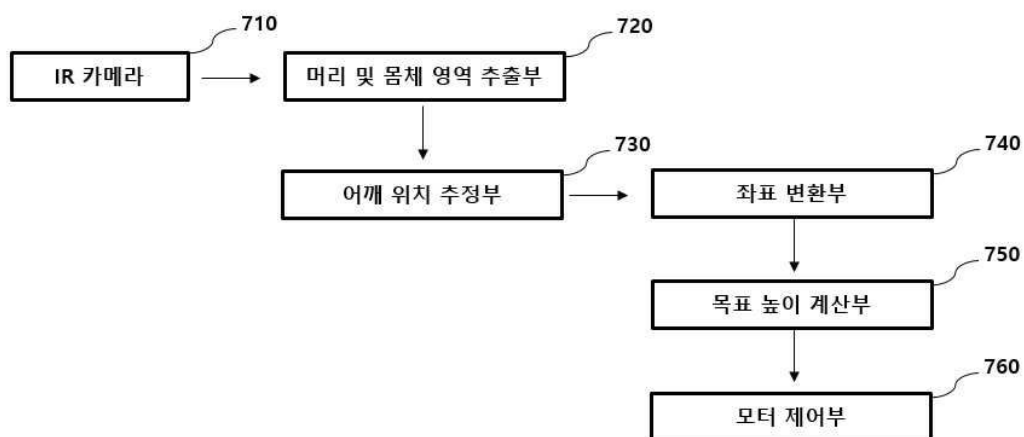 710
IR 카메라
720
머리 및 몸체 영역 추출부
730
어깨 위치 추정부
740
좌표 변환부
750
목표 높이 계산부
760
모터 제어부